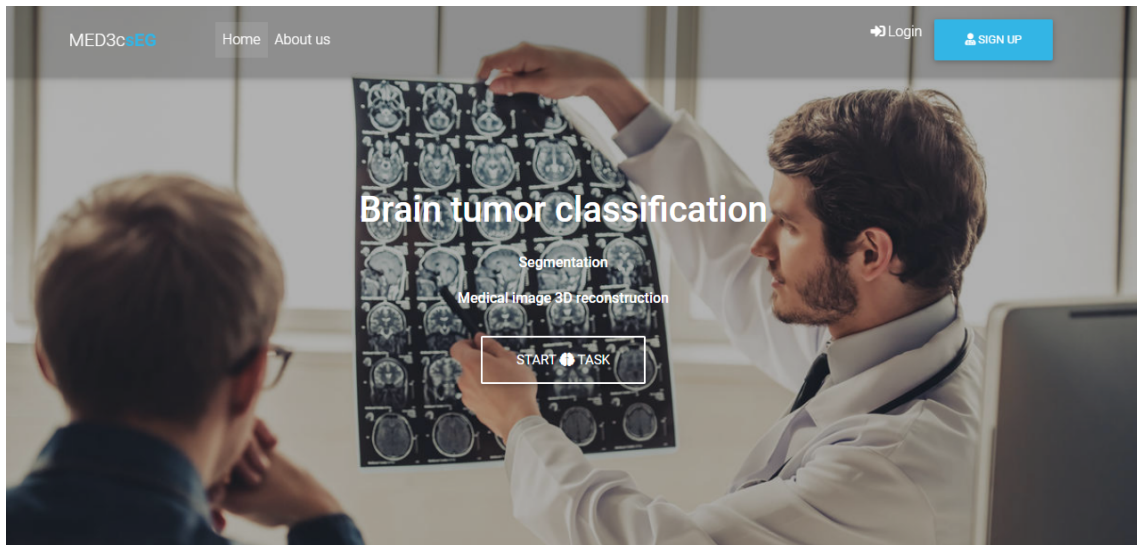 MED3csEG
Home
About us
Login
SIGN UP
Brain tumor classification
Segmentation
Medical image 3D reconstruction
START TASK